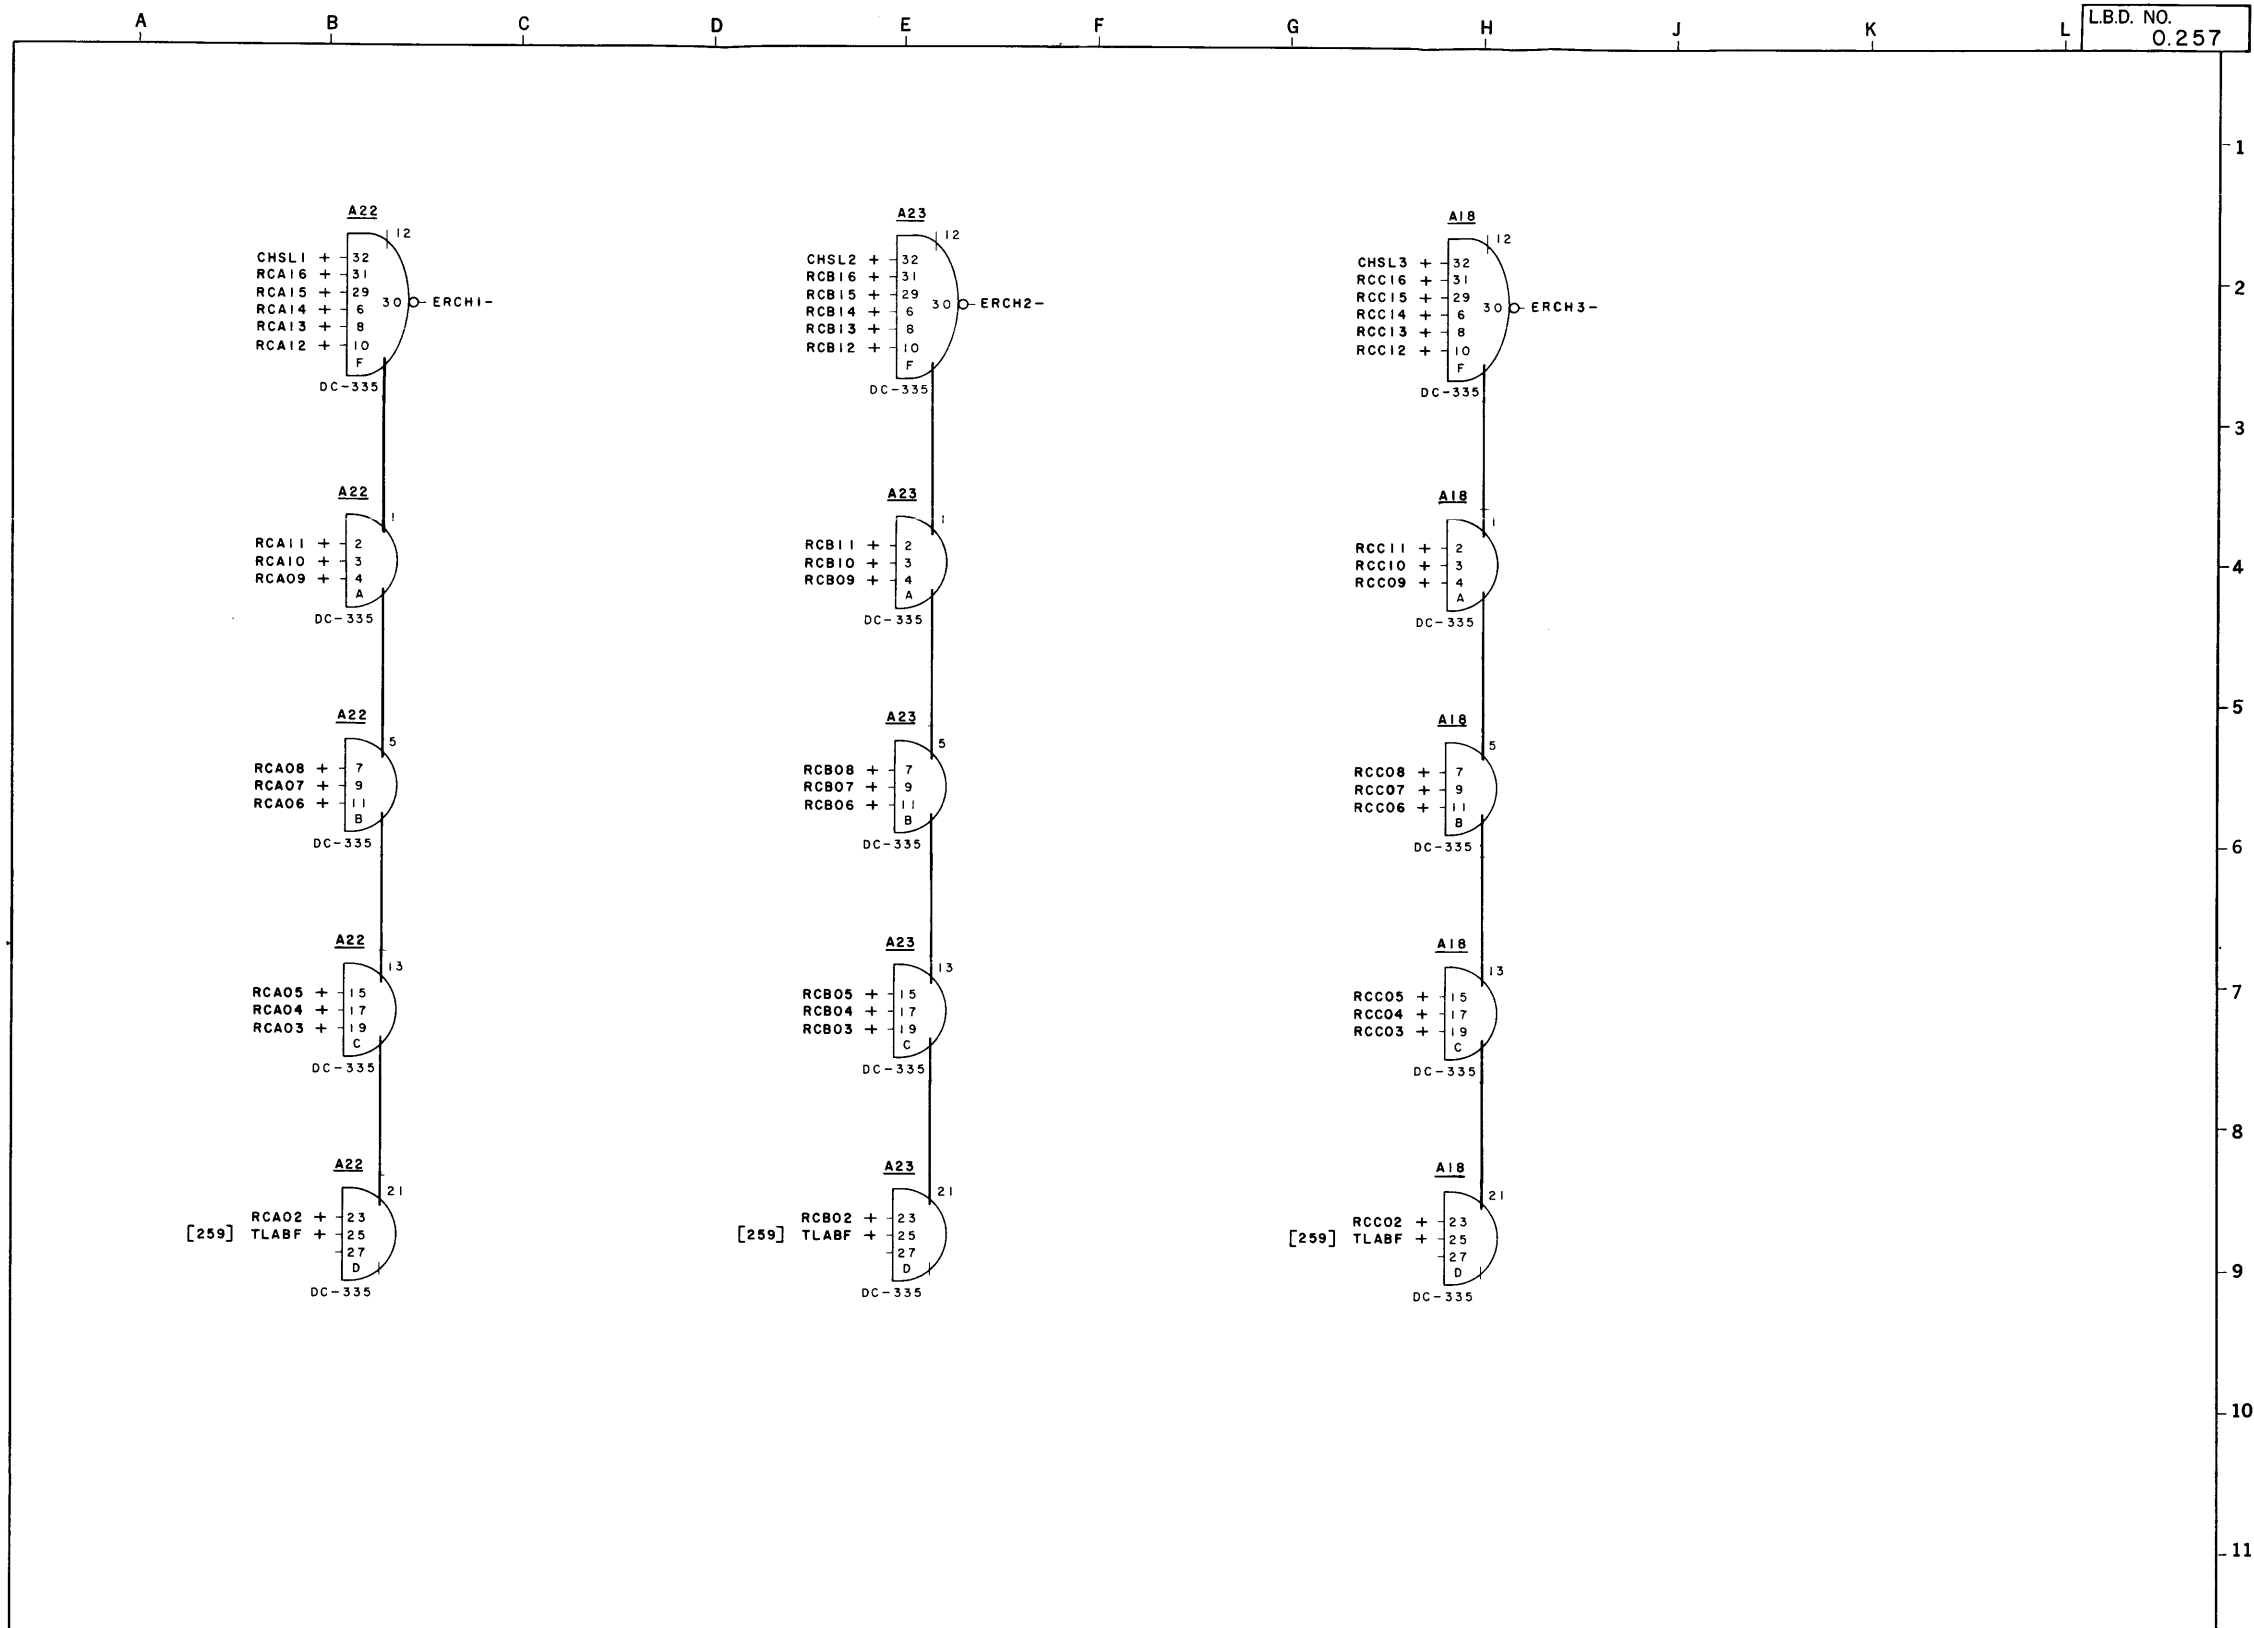 A B C D E F G H J K L
L.B.D. NO.
0.257
1
2
3
4
5
6
7
8
9
10
11
A22
12
CHSL1 + 32
RCA16 + 31
RCA15 + 29
RCA14 + 6
RCA13 + 8
RCA12 + 10
F
30 ERCH1-
DC-335
A22
1
RCA11 + 2
RCA10 + 3
RCA09 + 4
A
DC-335
A22
5
RCA08 + 7
RCA07 + 9
RCA06 + 11
B
DC-335
A22
13
RCA05 + 15
RCA04 + 17
RCA03 + 19
C
DC-335
A22
21
RCA02 + 23
[259] TLABF + 25
27
D
DC-335
A23
12
CHSL2 + 32
RCB16 + 31
RCB15 + 29
RCB14 + 6
RCB13 + 8
RCB12 + 10
F
30 ERCH2-
DC-335
A23
1
RCB11 + 2
RCB10 + 3
RCB09 + 4
A
DC-335
A23
5
RCB08 + 7
RCB07 + 9
RCB06 + 11
B
DC-335
A23
13
RCB05 + 15
RCB04 + 17
RCB03 + 19
C
DC-335
A23
21
RCB02 + 23
[259] TLABF + 25
27
D
DC-335
A18
12
CHSL3 + 32
RCC16 + 31
RCC15 + 29
RCC14 + 6
RCC13 + 8
RCC12 + 10
F
30 ERCH3-
DC-335
A18
1
RCC11 + 2
RCC10 + 3
RCC09 + 4
A
DC-335
A18
5
RCC08 + 7
RCC07 + 9
RCC06 + 11
B
DC-335
A18
13
RCC05 + 15
RCC04 + 17
RCC03 + 19
C
DC-335
A18
21
RCC02 + 23
[259] TLABF + 25
27
D
DC-335